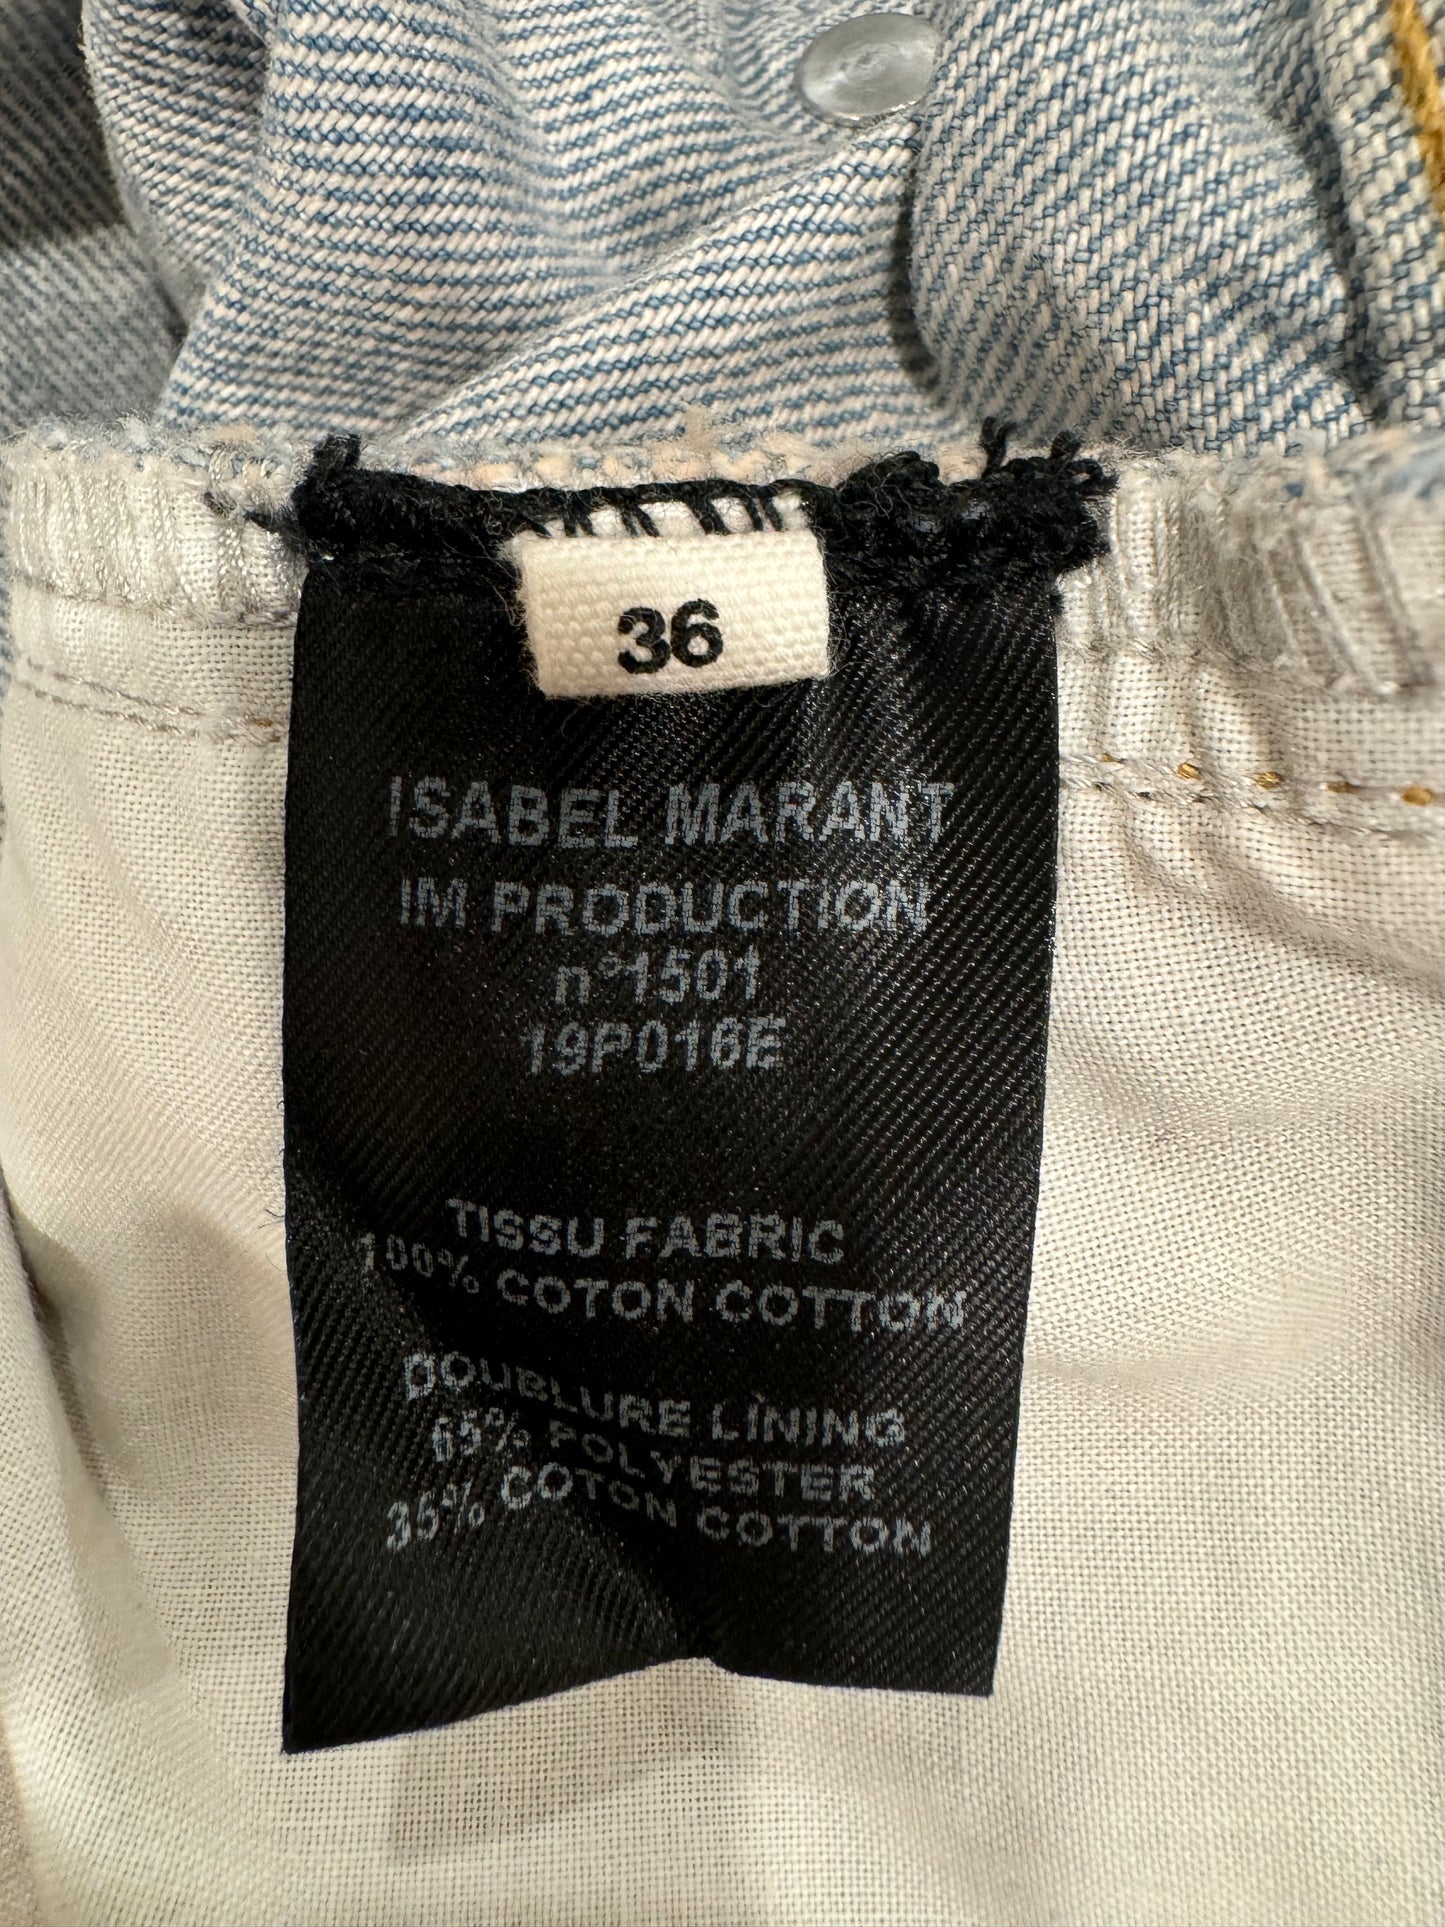 36
ISABEL MARANT
IM PRODUCTION
n°1501
19P016E
TISSU FABRIC
100% COTON COTTON
DOUBLURE LINING
65% POLYESTER
35% COTON COTTON